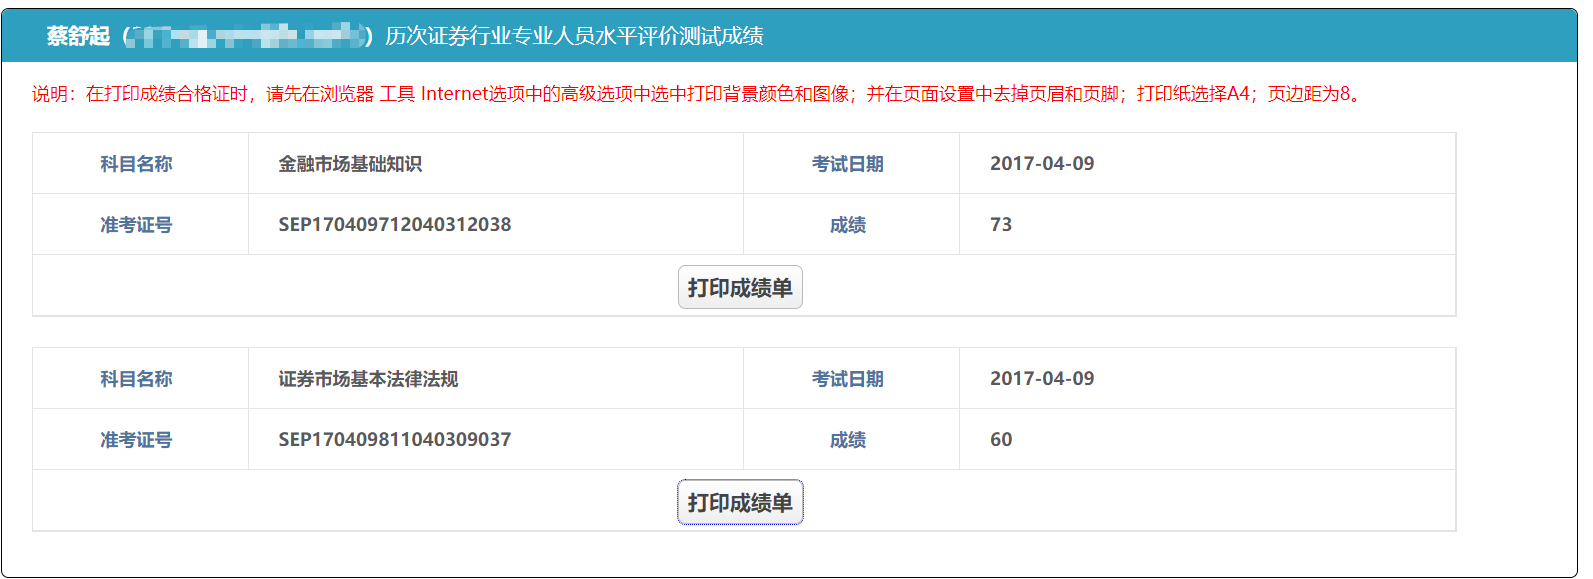 蔡舒起（                ）历次证券行业专业人员水平评价测试成绩
说明：在打印成绩合格证时，请先在浏览器 工具 Internet选项中的高级选项中选中打印背景颜色和图像；并在页面设置中去掉页眉和页脚；打印纸选择A4；页边距为8。
科目名称 金融市场基础知识 考试日期 2017-04-09
准考证号 SEP170409712040312038 成绩 73
打印成绩单
科目名称 证券市场基本法律法规 考试日期 2017-04-09
准考证号 SEP170409811040309037 成绩 60
打印成绩单